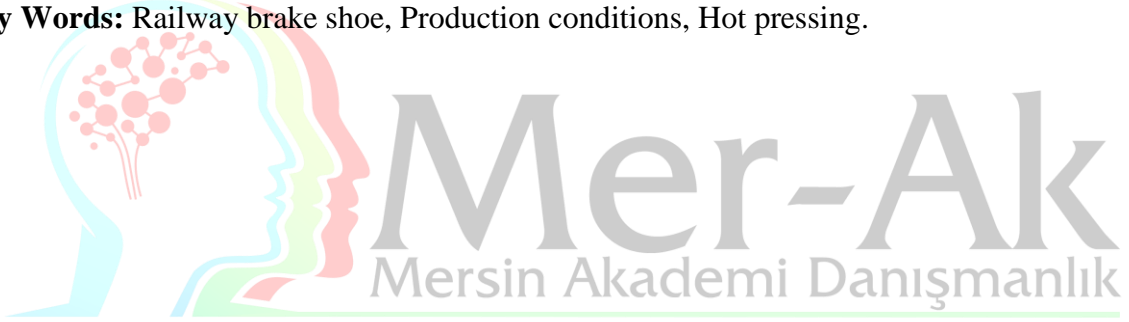 y Words: Railway brake shoe, Production conditions, Hot pressing.
Mer-Ak
Mersin Akademi Danışmanlık